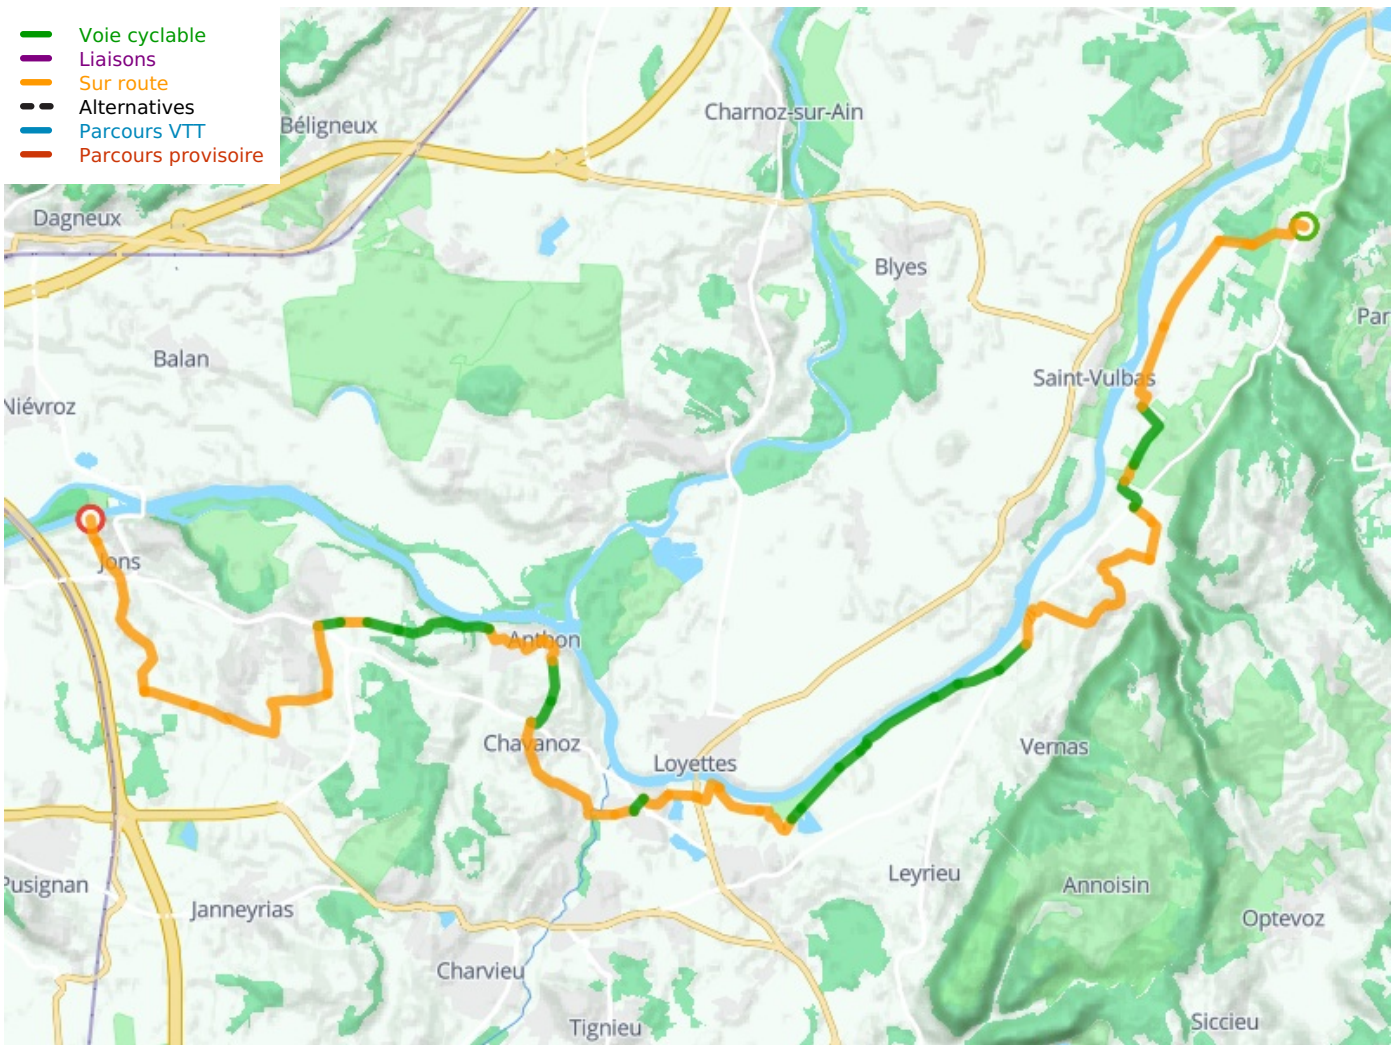 Voie cyclable
Liaisons
Sur route
Alternatives
Parcours VTT
Parcours provisoire
Charnoz-sur-Ain
Béligneux
Dagneux
Blyes
Par
Balan
Saint-Vulbas
Niévroz
Jons
Anthon
Chavanoz
Vernas
Loyettes
Leyrieu
Pusignan
Annoisin
Janneyrias
Optevoz
Charvieu
Siccieu
Tignieu